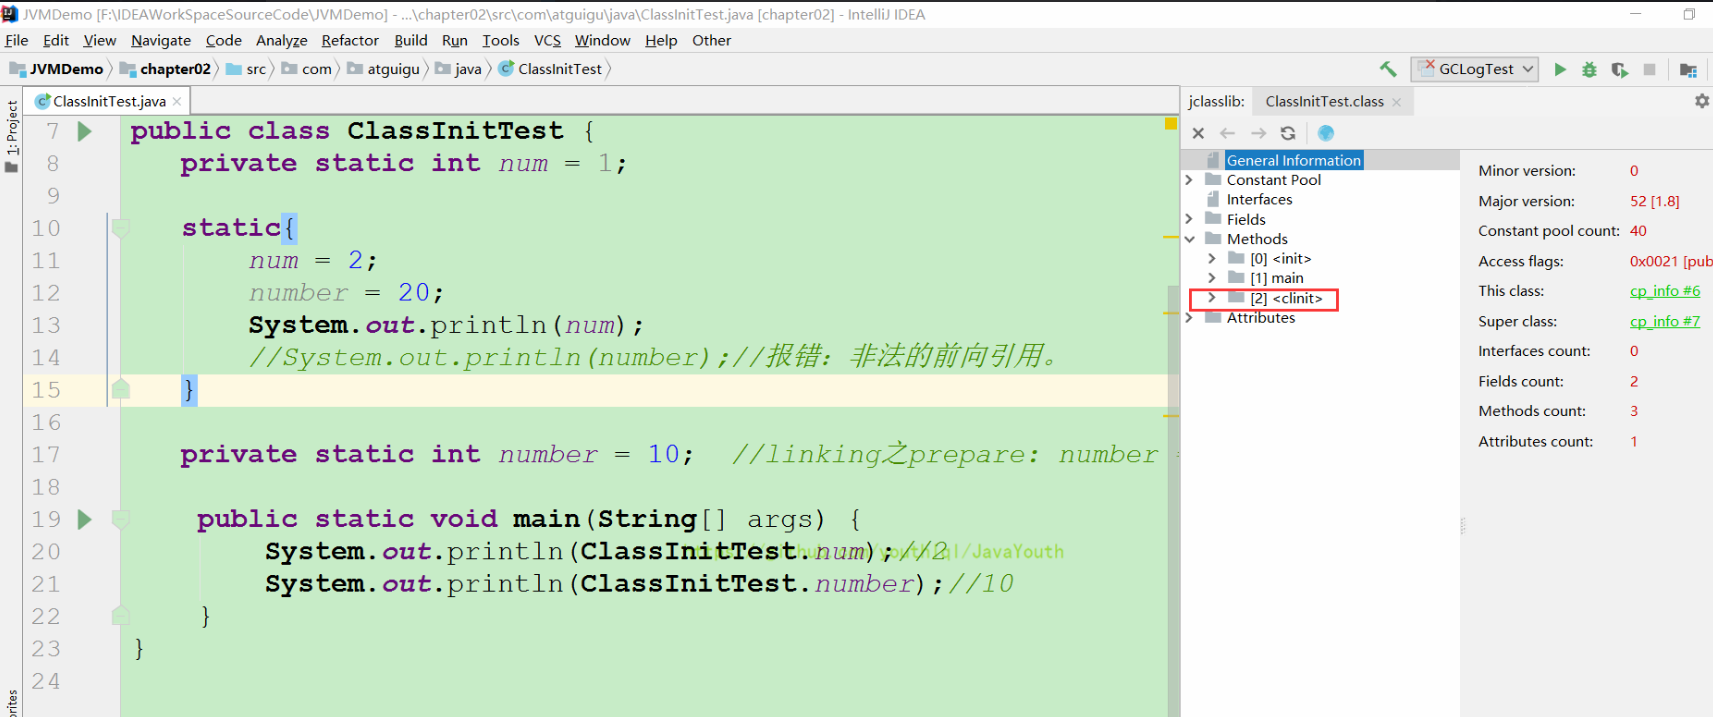 JVMDemo [F:\IDEAWorkSpaceSourceCode\JVMDemo] - ...\chapter02\src\com\atguigu\java\ClassInitTest.java [chapter02] - IntelliJ IDEA
File Edit View Navigate Code Analyze Refactor Build Run Tools VCS Window Help Other
JVMDemo chapter02 src com atguigu java ClassInitTest GCLogTest
1: Project
ClassInitTest.java
jclasslib: ClassInitTest.class
7 public class ClassInitTest {
8 private static int num = 1;
9
10 static{
11 num = 2;
12 number = 20;
13 System.out.println(num);
14 //System.out.println(number);//报错：非法的前向引用。
15 }
16
17 private static int number = 10; //linking之prepare: number =
18
19 public static void main(String[] args) {
20 System.out.println(ClassInitTest.num);//2
21 System.out.println(ClassInitTest.number);//10
22 }
23 }
24
General Information
Constant Pool
Interfaces
Fields
Methods
[0] <init>
[1] main
[2] <clinit>
Attributes
Minor version: 0
Major version: 52 [1.8]
Constant pool count: 40
Access flags: 0x0021 [pub
This class: cp_info #6
Super class: cp_info #7
Interfaces count: 0
Fields count: 2
Methods count: 3
Attributes count: 1